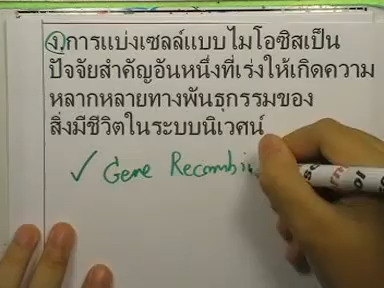 ง.การแบ่งเซลล์แบบไมโอซิสเป็น
ปัจจัยสำคัญอันหนึ่งที่เร่งให้เกิดความ
หลากหลายทางพันธุกรรมของ
สิ่งมีชีวิตในระบบนิเวศน์
✓ Gene Recombi